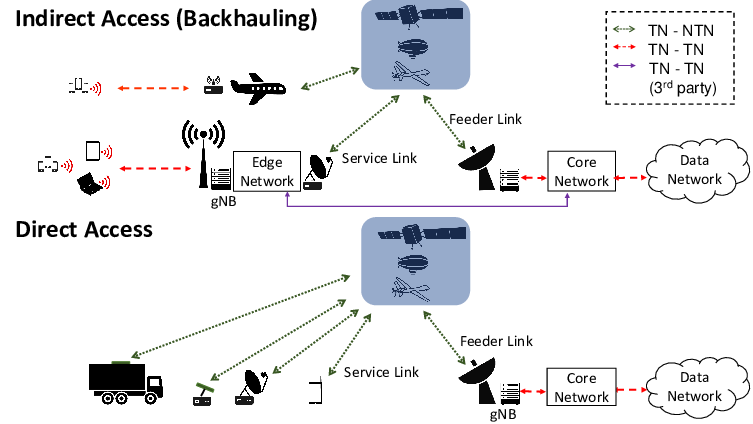 Indirect Access (Backhauling)
TN - NTN
TN - TN
TN - TN
(3rd party)
Feeder Link
Service Link
Edge
Network
gNB
Core
Network
Data
Network
Direct Access
Feeder Link
Service Link
gNB
Core
Network
Data
Network